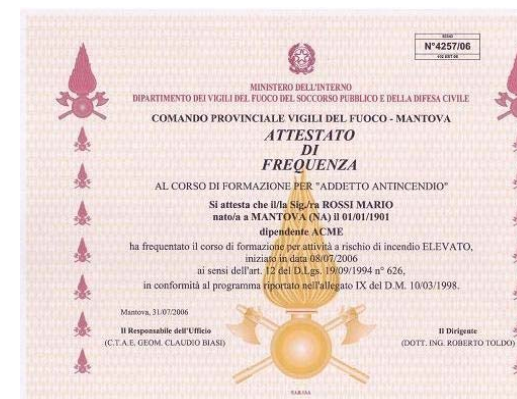 N°4257/06
MINISTERO DELL'INTERNO
DIPARTIMENTO DEI VIGILI DEL FUOCO DEL SOCCORSO PUBBLICO E DELLA DIFESA CIVILE
COMANDO PROVINCIALE VIGILI DEL FUOCO - MANTOVA
ATTESTATO
DI
FREQUENZA
AL CORSO DI FORMAZIONE PER "ADDETTO ANTINCENDIO"
Si attesta che il/la Sig./ra ROSSI MARIO
nato/a a MANTOVA (NA) il 01/01/1901
dipendente ACME
ha frequentato il corso di formazione per attività a rischio di incendio ELEVATO,
iniziato in data 08/07/2006
ai sensi dell'art. 12 del D.Lgs. 19/09/1994 n° 626,
in conformità al programma riportato nell'allegato IX del D.M. 10/03/1998.
Mantova, 31/07/2006
Il Responsabile dell'Ufficio
(C.T.A.E. GEOM. CLAUDIO BIASI)
Il Dirigente
(DOTT. ING. ROBERTO TOLDO)